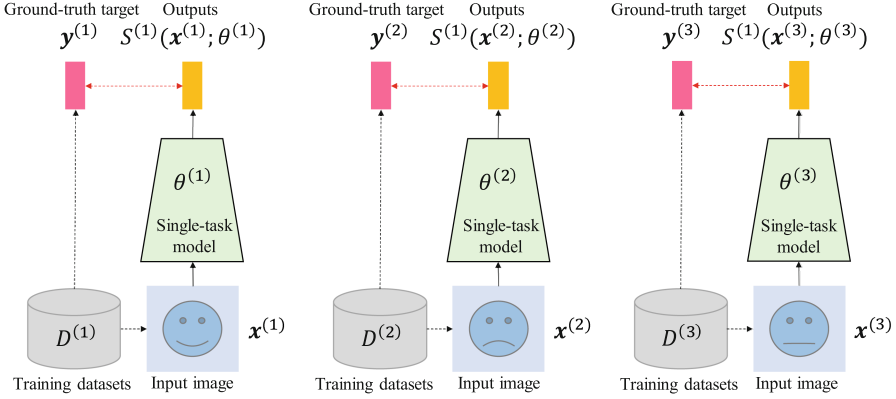 Ground-truth target Outputs
y^(1) S^(1)(x^(1); θ^(1))
θ^(1)
Single-task
model
D^(1)
x^(1)
Training datasets Input image
Ground-truth target Outputs
y^(2) S^(1)(x^(2); θ^(2))
θ^(2)
Single-task
model
D^(2)
x^(2)
Training datasets Input image
Ground-truth target Outputs
y^(3) S^(1)(x^(3); θ^(3))
θ^(3)
Single-task
model
D^(3)
x^(3)
Training datasets Input image